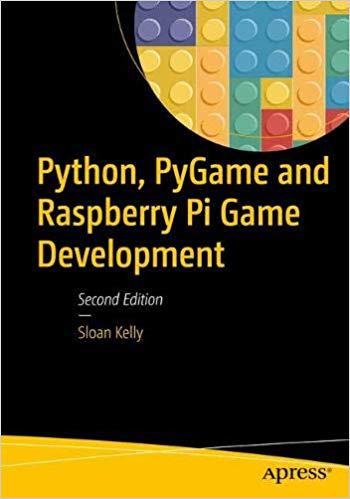 Python, PyGame and
Raspberry Pi Game
Development
Second Edition
—
Sloan Kelly
Apress®